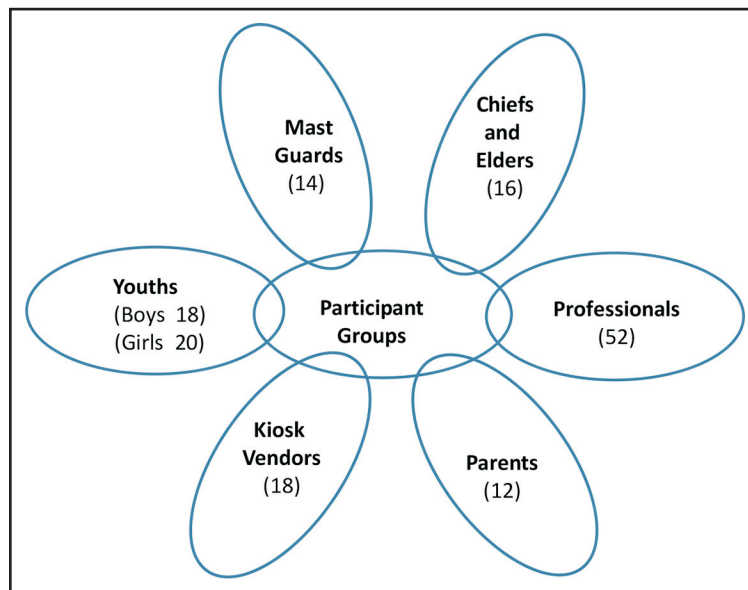 Mast
Guards
(14)
Chiefs
and
Elders
(16)
Youths
(Boys 18)
(Girls 20)
Participant
Groups
Professionals
(52)
Kiosk
Vendors
(18)
Parents
(12)